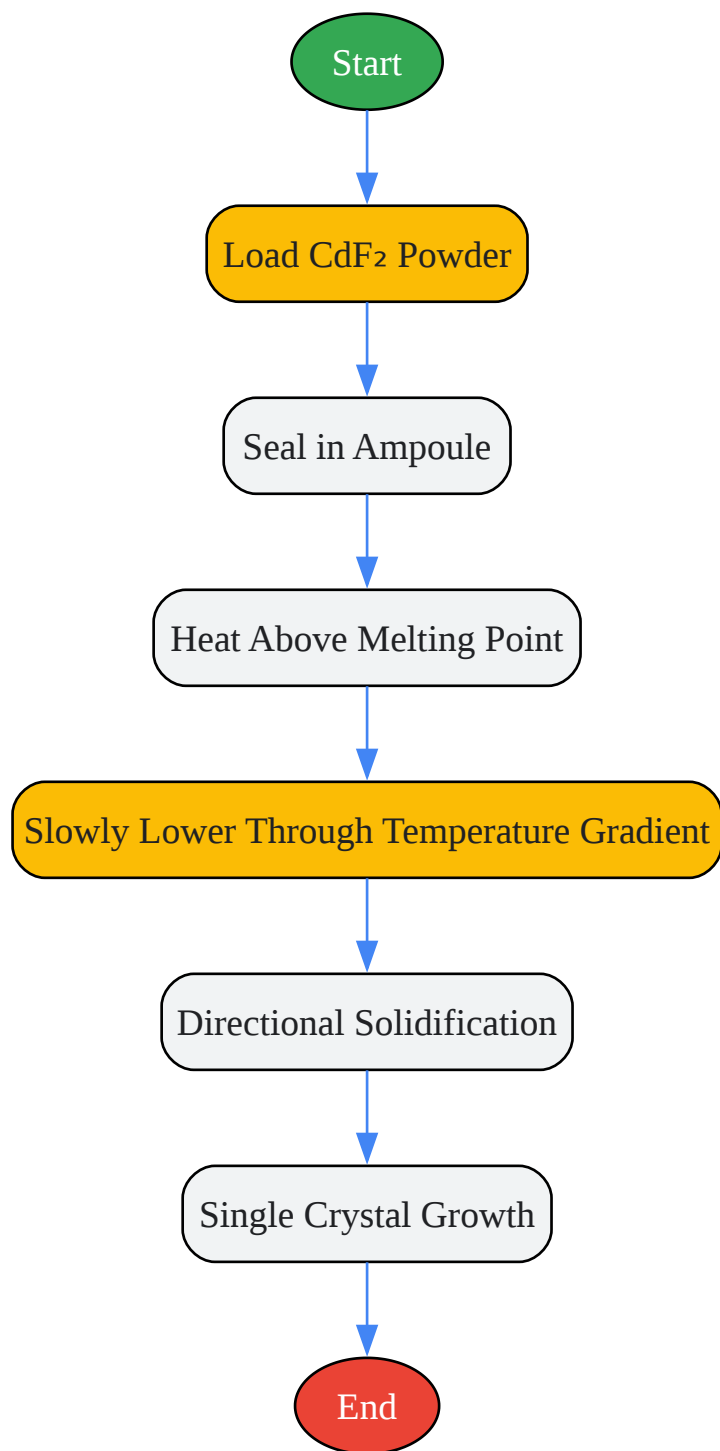 Start
Load CdF₂ Powder
Seal in Ampoule
Heat Above Melting Point
Slowly Lower Through Temperature Gradient
Directional Solidification
Single Crystal Growth
End